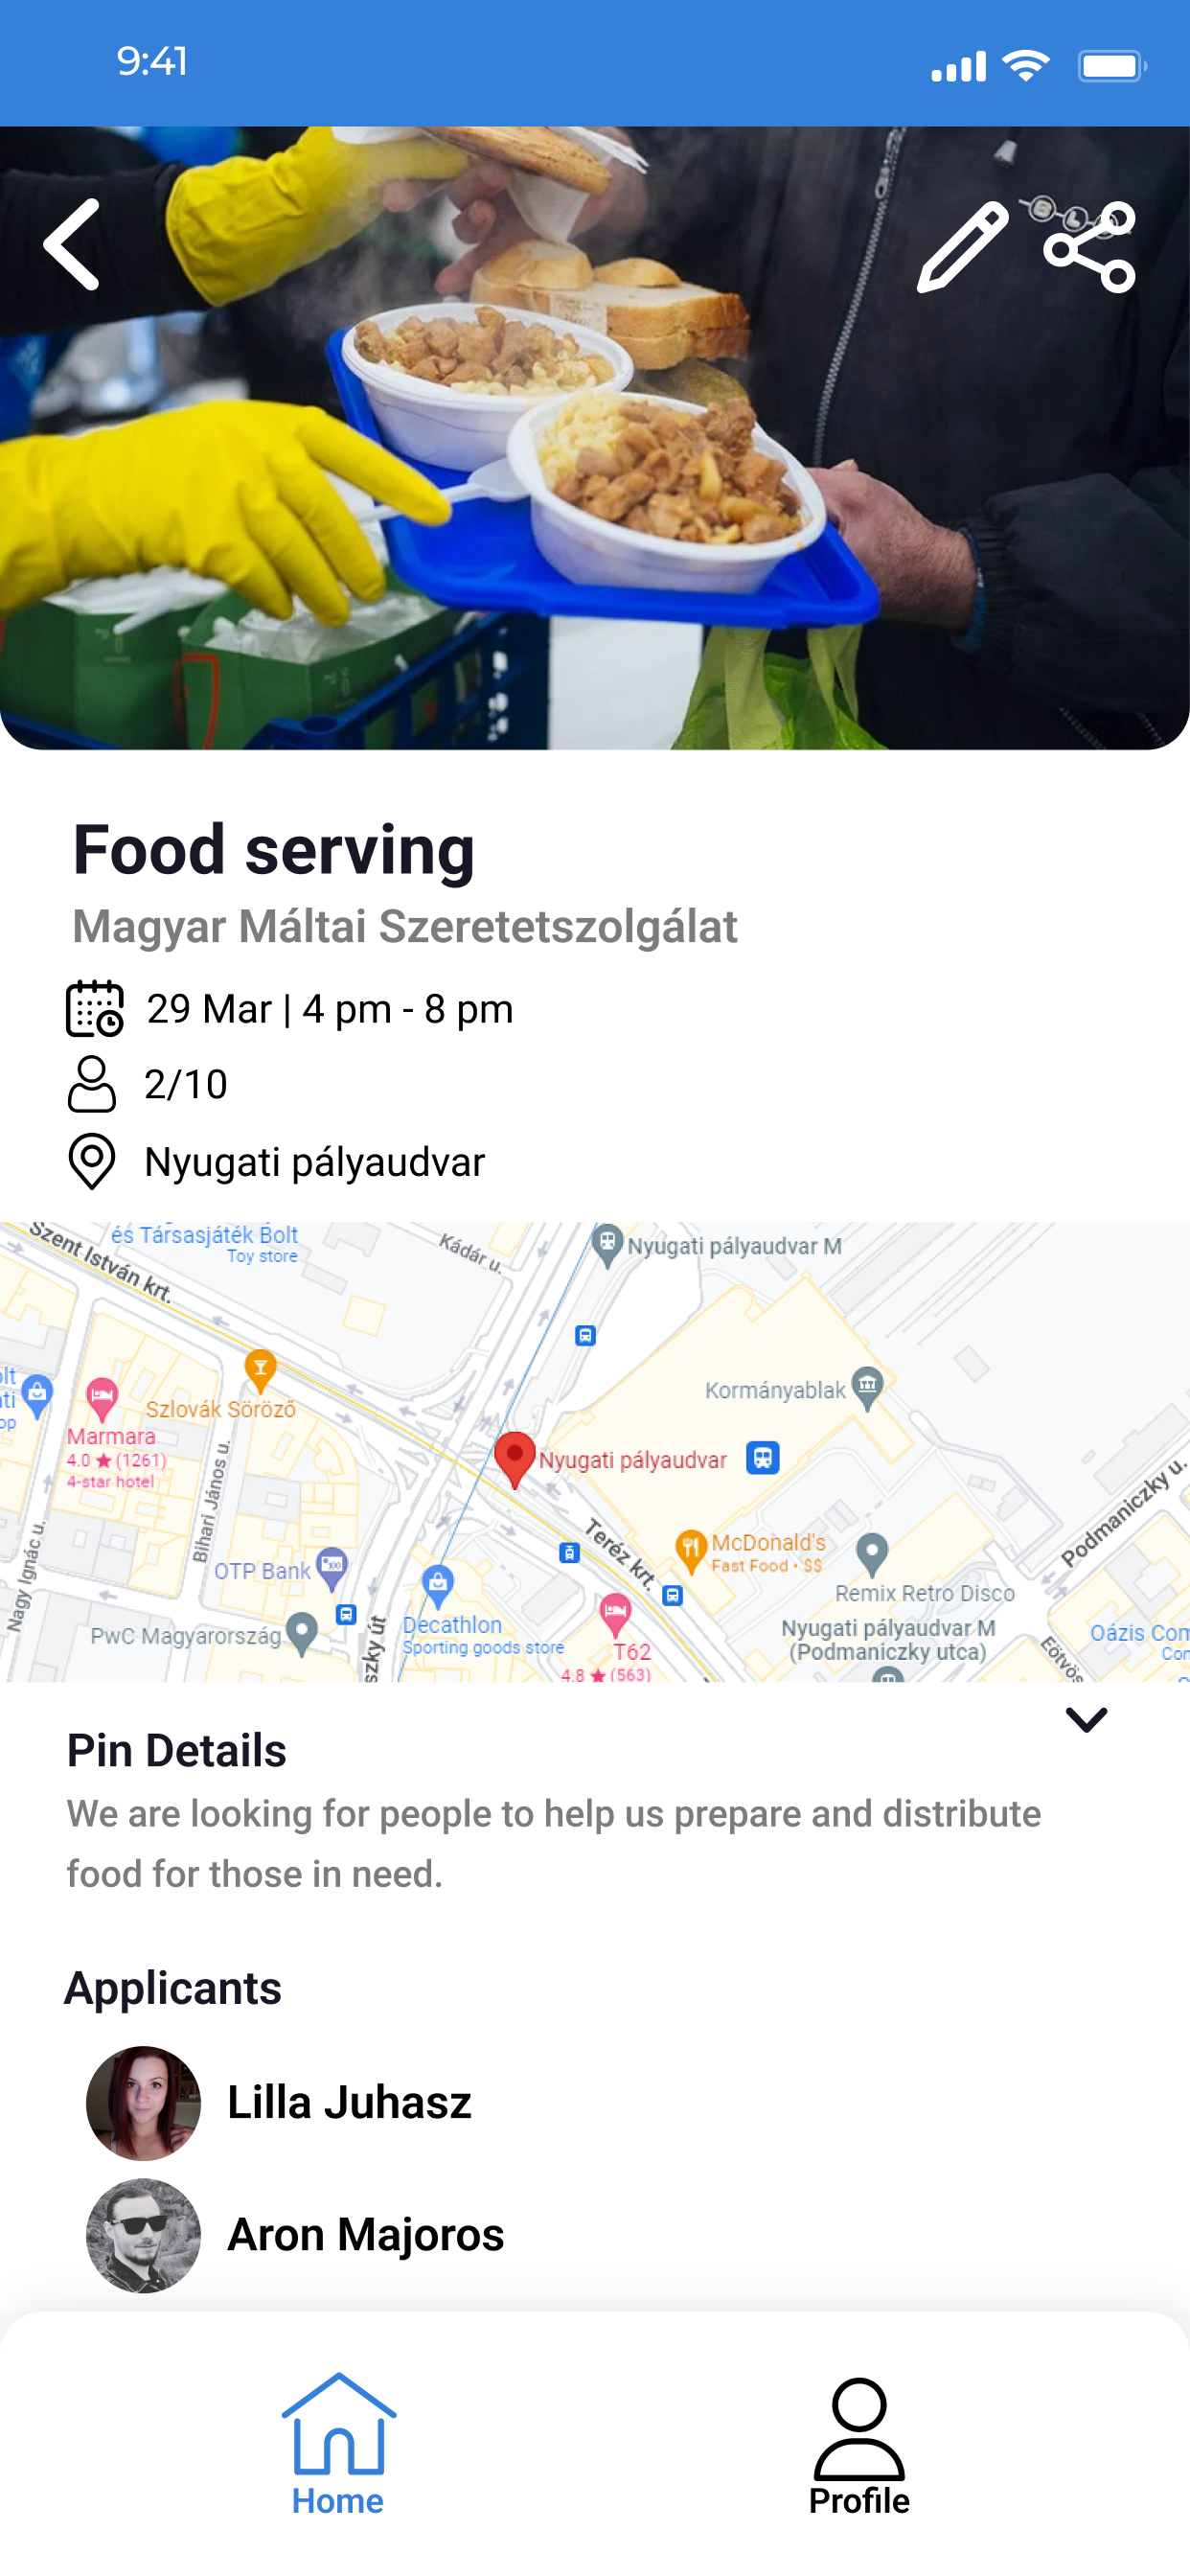 9:41
Food serving
Magyar Máltai Szeretetszolgálat
29 Mar | 4 pm - 8 pm
2/10
Nyugati pályaudvar
és Társasjáték Bolt
Toy store
Szent István krt.
Kádár u.
Nyugati pályaudvar M
Kormányablak
Szlovák Söröző
Marmara
4.0 ★ (1261)
4-star hotel
Nyugati pályaudvar
Bihari János u.
Nagy Ignác u.
Podmaniczky u.
Teréz krt.
McDonald's
Fast Food • $$
OTP Bank
Remix Retro Disco
Decathlon
Sporting goods store
PwC Magyarország
Nyugati pályaudvar M
(Podmaniczky utca)
T62
4.8 ★ (563)
szky út
Eötvös
Oázis Com
Con
Pin Details
We are looking for people to help us prepare and distribute
food for those in need.
Applicants
Lilla Juhasz
Aron Majoros
Home
Profile